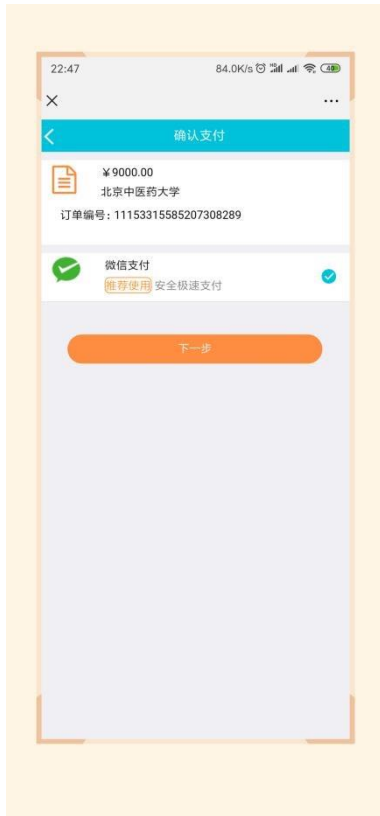 22:47
84.0K/s
40
确认支付
¥9000.00
北京中医药大学
订单编号：11153315585207308289
微信支付
推荐使用 安全极速支付
下一步